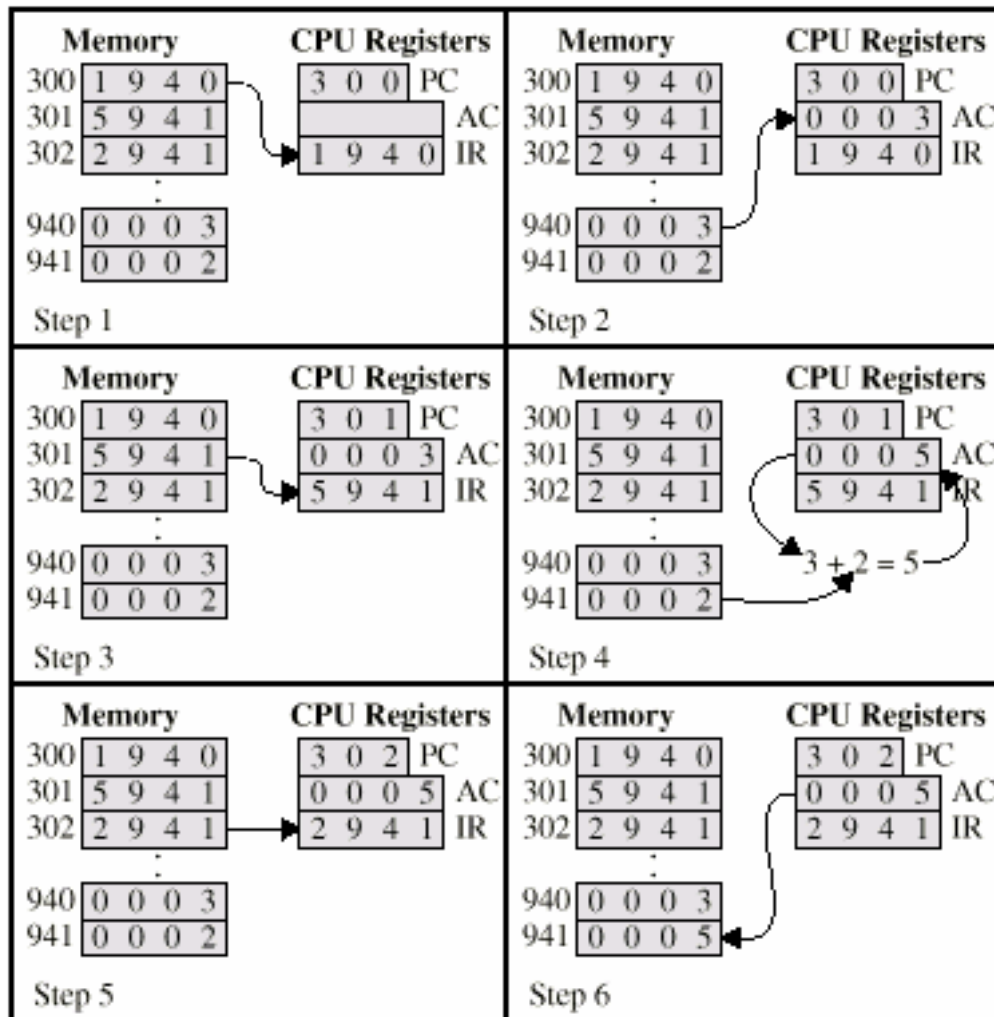 Memory CPU Registers
300 1 9 4 0 3 0 0 PC
301 5 9 4 1 AC
302 2 9 4 1 1 9 4 0 IR
:
940 0 0 0 3
941 0 0 0 2
Step 1
Memory CPU Registers
300 1 9 4 0 3 0 0 PC
301 5 9 4 1 0 0 0 3 AC
302 2 9 4 1 1 9 4 0 IR
:
940 0 0 0 3
941 0 0 0 2
Step 2
Memory CPU Registers
300 1 9 4 0 3 0 1 PC
301 5 9 4 1 0 0 0 3 AC
302 2 9 4 1 5 9 4 1 IR
:
940 0 0 0 3
941 0 0 0 2
Step 3
Memory CPU Registers
300 1 9 4 0 3 0 1 PC
301 5 9 4 1 0 0 0 5 AC
302 2 9 4 1 5 9 4 1 IR
:
940 0 0 0 3 3 + 2 = 5
941 0 0 0 2
Step 4
Memory CPU Registers
300 1 9 4 0 3 0 2 PC
301 5 9 4 1 0 0 0 5 AC
302 2 9 4 1 2 9 4 1 IR
:
940 0 0 0 3
941 0 0 0 2
Step 5
Memory CPU Registers
300 1 9 4 0 3 0 2 PC
301 5 9 4 1 0 0 0 5 AC
302 2 9 4 1 2 9 4 1 IR
:
940 0 0 0 3
941 0 0 0 5
Step 6